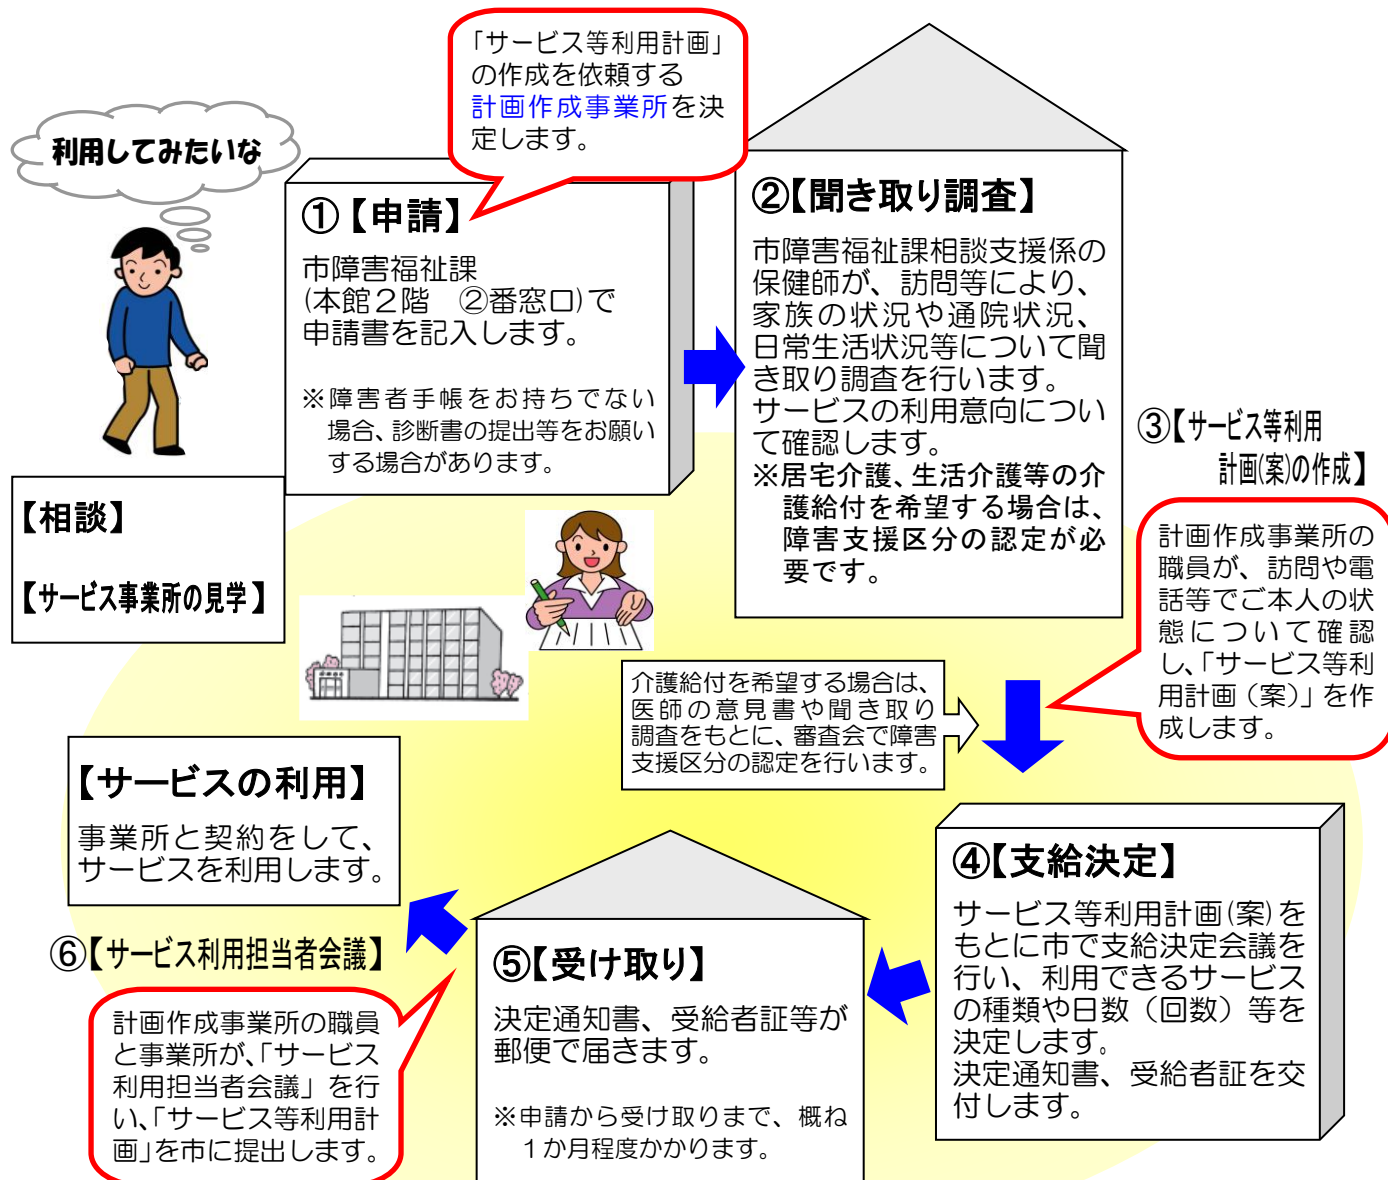 利用してみたいな
「サービス等利用計画」
の作成を依頼する
計画作成事業所を決
定します。
①【申請】
市障害福祉課
(本館２階　②番窓口)で
申請書を記入します。
※障害者手帳をお持ちでない
場合、診断書の提出等をお願い
する場合があります。
②【聞き取り調査】
市障害福祉課相談支援係の
保健師が、訪問等により、
家族の状況や通院状況、
日常生活状況等について聞
き取り調査を行います。
サービスの利用意向につい
て確認します。
※居宅介護、生活介護等の介
護給付を希望する場合は、
障害支援区分の認定が必
要です。
【相談】
【サービス事業所の見学】
③【サービス等利用
計画(案)の作成】
計画作成事業所の
職員が、訪問や電
話等でご本人の状
態について確認
し、「サービス等利
用計画（案）」を作
成します。
介護給付を希望する場合は、
医師の意見書や聞き取り
調査をもとに、審査会で障害
支援区分の認定を行います。
④【支給決定】
サービス等利用計画(案)を
もとに市で支給決定会議を
行い、利用できるサービス
の種類や日数（回数）等を
決定します。
決定通知書、受給者証を交
付します。
⑤【受け取り】
決定通知書、受給者証等が
郵便で届きます。
※申請から受け取りまで、概ね
１か月程度かかります。
【サービスの利用】
事業所と契約をして、
サービスを利用します。
⑥【サービス利用担当者会議】
計画作成事業所の職員
と事業所が、「サービス
利用担当者会議」を行
い、「サービス等利用計
画」を市に提出します。